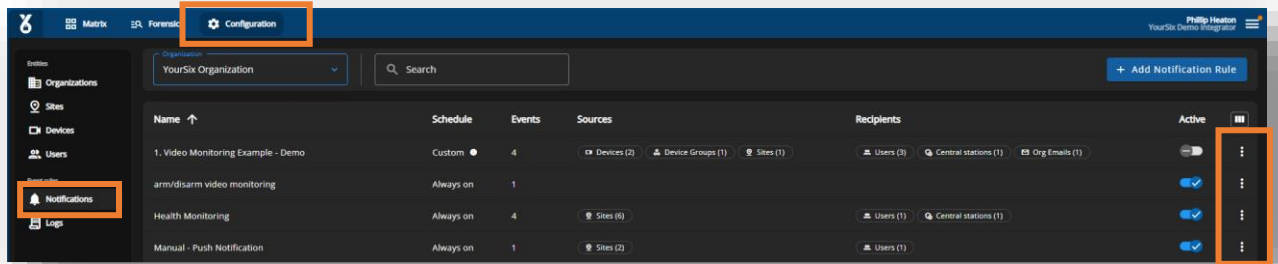 Matrix Forensic Configuration Phillip Heaton
YourSix Demo Integrator
Entities
Organizations
Sites
Devices
Users
Event rules
Notifications
Logs
Organization
YourSix Organization Search + Add Notification Rule
Name Schedule Events Sources Recipients Active
1. Video Monitoring Example - Demo Custom 4 Devices (2) Device Groups (1) Sites (1) Users (3) Central stations (1) Org Emails (1)
arm/disarm video monitoring Always on 1
Health Monitoring Always on 4 Sites (6) Users (1) Central stations (1)
Manual - Push Notification Always on 1 Sites (2) Users (1)